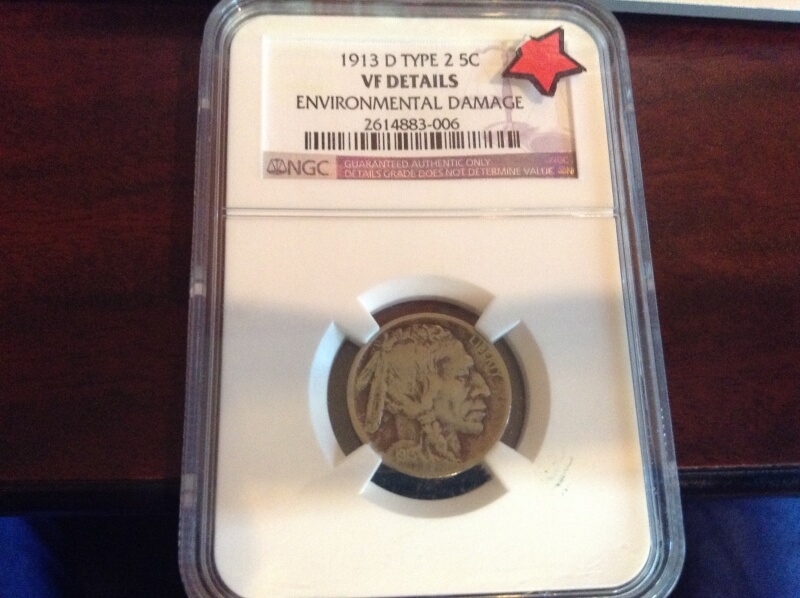 1913 D TYPE 2 5C
VF DETAILS
ENVIRONMENTAL DAMAGE
2614883-006
NGC
GUARANTEED AUTHENTIC ONLY
DETAILS GRADE DOES NOT DETERMINE VALUE
LIBERTY